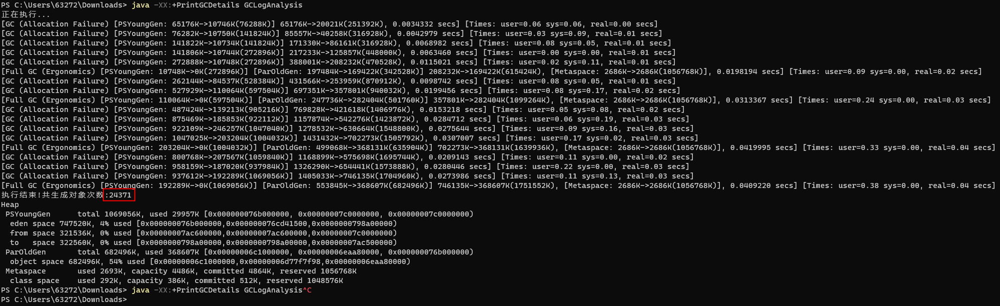 PS C:\Users\63272\Downloads> java -XX:+PrintGCDetails GCLogAnalysis
正在执行...
[GC (Allocation Failure) [PSYoungGen: 65176K->10746K(76288K)] 65176K->20021K(251392K), 0.0034332 secs] [Times: user=0.06 sys=0.06, real=0.00 secs]
[GC (Allocation Failure) [PSYoungGen: 76282K->10750K(141824K)] 85557K->40258K(316928K), 0.0042979 secs] [Times: user=0.03 sys=0.09, real=0.01 secs]
[GC (Allocation Failure) [PSYoungGen: 141822K->10734K(141824K)] 171330K->86161K(316928K), 0.0068982 secs] [Times: user=0.08 sys=0.05, real=0.01 secs]
[GC (Allocation Failure) [PSYoungGen: 141806K->10744K(272896K)] 217233K->125857K(448000K), 0.0063460 secs] [Times: user=0.00 sys=0.00, real=0.01 secs]
[GC (Allocation Failure) [PSYoungGen: 272888K->10748K(272896K)] 388001K->208232K(470528K), 0.0115021 secs] [Times: user=0.02 sys=0.11, real=0.01 secs]
[Full GC (Ergonomics) [PSYoungGen: 10748K->0K(272896K)] [ParOldGen: 197484K->169422K(342528K)] 208232K->169422K(615424K), [Metaspace: 2686K->2686K(1056768K)], 0.0198194 secs] [Times: user=0.09 sys=0.00, real=0.02 secs]
[GC (Allocation Failure) [PSYoungGen: 262144K->84537K(528384K)] 431566K->253959K(870912K), 0.0098742 secs] [Times: user=0.08 sys=0.05, real=0.01 secs]
[GC (Allocation Failure) [PSYoungGen: 527929K->110064K(597504K)] 697351K->357801K(940032K), 0.0199456 secs] [Times: user=0.08 sys=0.17, real=0.02 secs]
[Full GC (Ergonomics) [PSYoungGen: 110064K->0K(597504K)] [ParOldGen: 247736K->282404K(501760K)] 357801K->282404K(1099264K), [Metaspace: 2686K->2686K(1056768K)], 0.0313367 secs] [Times: user=0.24 sys=0.00, real=0.03 secs]
[GC (Allocation Failure) [PSYoungGen: 487424K->139213K(905216K)] 769828K->421618K(1406976K), 0.0153218 secs] [Times: user=0.05 sys=0.08, real=0.02 secs]
[GC (Allocation Failure) [PSYoungGen: 875469K->185853K(922112K)] 1157874K->542276K(1423872K), 0.0284712 secs] [Times: user=0.06 sys=0.19, real=0.03 secs]
[GC (Allocation Failure) [PSYoungGen: 922109K->246257K(1047040K)] 1278532K->630664K(1548800K), 0.0275644 secs] [Times: user=0.09 sys=0.16, real=0.03 secs]
[GC (Allocation Failure) [PSYoungGen: 1047025K->203204K(1004032K)] 1431432K->702273K(1505792K), 0.0307007 secs] [Times: user=0.17 sys=0.02, real=0.03 secs]
[Full GC (Ergonomics) [PSYoungGen: 203204K->0K(1004032K)] [ParOldGen: 499068K->368131K(635904K)] 702273K->368131K(1639936K), [Metaspace: 2686K->2686K(1056768K)], 0.0419995 secs] [Times: user=0.33 sys=0.00, real=0.04 secs]
[GC (Allocation Failure) [PSYoungGen: 800768K->207567K(1059840K)] 1168899K->575698K(1695744K), 0.0209143 secs] [Times: user=0.11 sys=0.00, real=0.02 secs]
[GC (Allocation Failure) [PSYoungGen: 958159K->187020K(937984K)] 1326290K->654441K(1573888K), 0.0280446 secs] [Times: user=0.22 sys=0.00, real=0.03 secs]
[GC (Allocation Failure) [PSYoungGen: 937612K->192289K(1069056K)] 1405033K->746135K(1704960K), 0.0273986 secs] [Times: user=0.11 sys=0.13, real=0.03 secs]
[Full GC (Ergonomics) [PSYoungGen: 192289K->0K(1069056K)] [ParOldGen: 553845K->368607K(682496K)] 746135K->368607K(1751552K), [Metaspace: 2686K->2686K(1056768K)], 0.0409220 secs] [Times: user=0.38 sys=0.00, real=0.04 secs]
执行结束!共生成对象次数:24371
Heap
 PSYoungGen      total 1069056K, used 29957K [0x000000076b000000, 0x00000007c0000000, 0x00000007c0000000)
  eden space 747520K, 4% used [0x000000076b000000,0x000000076cd41500,0x0000000798a00000)
  from space 321536K, 0% used [0x00000007ac600000,0x00000007ac600000,0x00000007c0000000)
  to   space 322560K, 0% used [0x0000000798a00000,0x0000000798a00000,0x00000007ac500000)
 ParOldGen       total 682496K, used 368607K [0x00000006c1000000, 0x00000006eaa80000, 0x000000076b000000)
  object space 682496K, 54% used [0x00000006c1000000,0x00000006d77f7f98,0x00000006eaa80000)
 Metaspace       used 2693K, capacity 4486K, committed 4864K, reserved 1056768K
  class space    used 292K, capacity 386K, committed 512K, reserved 1048576K
PS C:\Users\63272\Downloads> java -XX:+PrintGCDetails GCLogAnalysis^C
PS C:\Users\63272\Downloads>